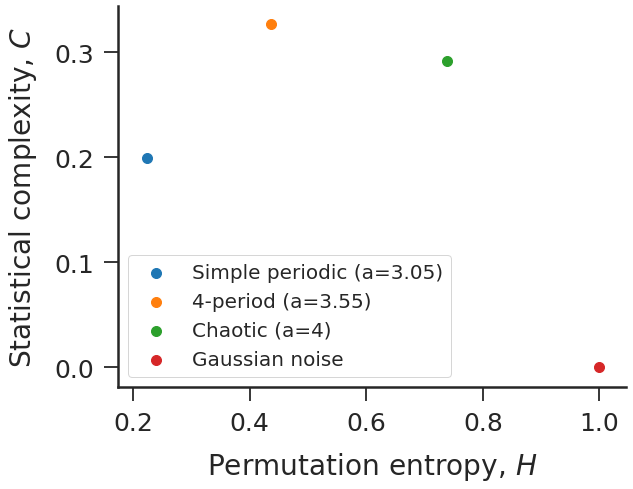 Statistical complexity, C
0.3
0.2
0.1
0.0
Simple periodic (a=3.05)
4-period (a=3.55)
Chaotic (a=4)
Gaussian noise
0.2 0.4 0.6 0.8 1.0
Permutation entropy, H